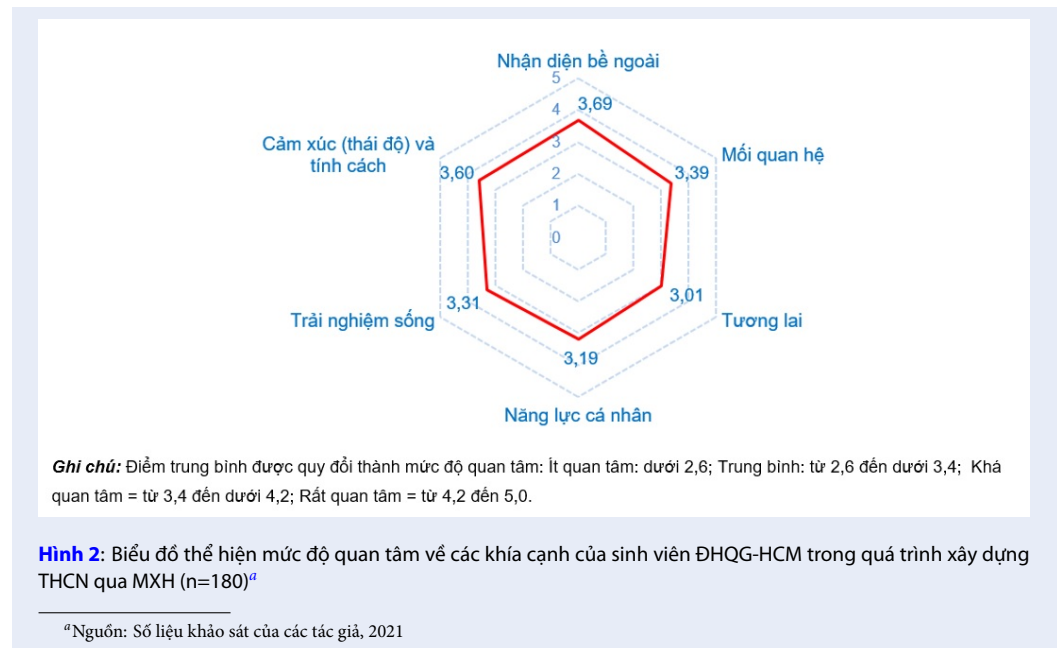 Nhận diện bề ngoài
5
4
3,69
Cảm xúc (thái độ) và
tính cách
3
Mối quan hệ
3,60
2
3,39
1
0
3,31
3,01
Trải nghiệm sống
Tương lai
3,19
Năng lực cá nhân
Ghi chú: Điểm trung bình được quy đổi thành mức độ quan tâm: Ít quan tâm: dưới 2,6; Trung bình: từ 2,6 đến dưới 3,4; Khá
quan tâm = từ 3,4 đến dưới 4,2; Rất quan tâm = từ 4,2 đến 5,0.
Hình 2: Biểu đồ thể hiện mức độ quan tâm về các khía cạnh của sinh viên ĐHQG-HCM trong quá trình xây dựng
THCN qua MXH (n=180)a
aNguồn: Số liệu khảo sát của các tác giả, 2021